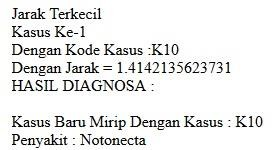 Jarak Terkecil
Kasus Ke-1
Dengan Kode Kasus :K10
Dengan Jarak = 1.4142135623731
HASIL DIAGNOSA :
Kasus Baru Mirip Dengan Kasus : K10
Penyakit : Notonecta